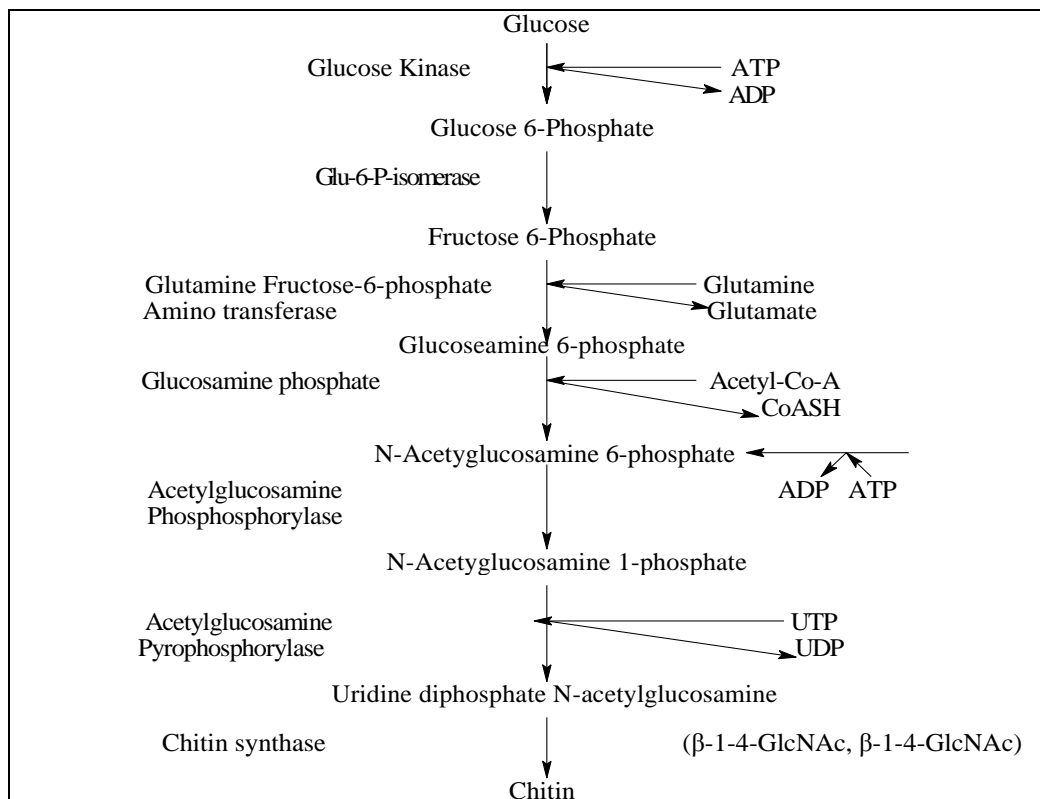 Glucose
Glucose Kinase
ATP
ADP
Glucose 6-Phosphate
Glu-6-P-isomerase
Fructose 6-Phosphate
Glutamine Fructose-6-phosphate
Amino transferase
Glutamine
Glutamate
Glucoseamine 6-phosphate
Glucosamine phosphate
Acetyl-Co-A
CoASH
N-Acetyglucosamine 6-phosphate
ADP ATP
Acetylglucosamine
Phosphosphorylase
N-Acetyglucosamine 1-phosphate
Acetylglucosamine
Pyrophosphorylase
UTP
UDP
Uridine diphosphate N-acetylglucosamine
Chitin synthase
(β-1-4-GlcNAc, β-1-4-GlcNAc)
Chitin